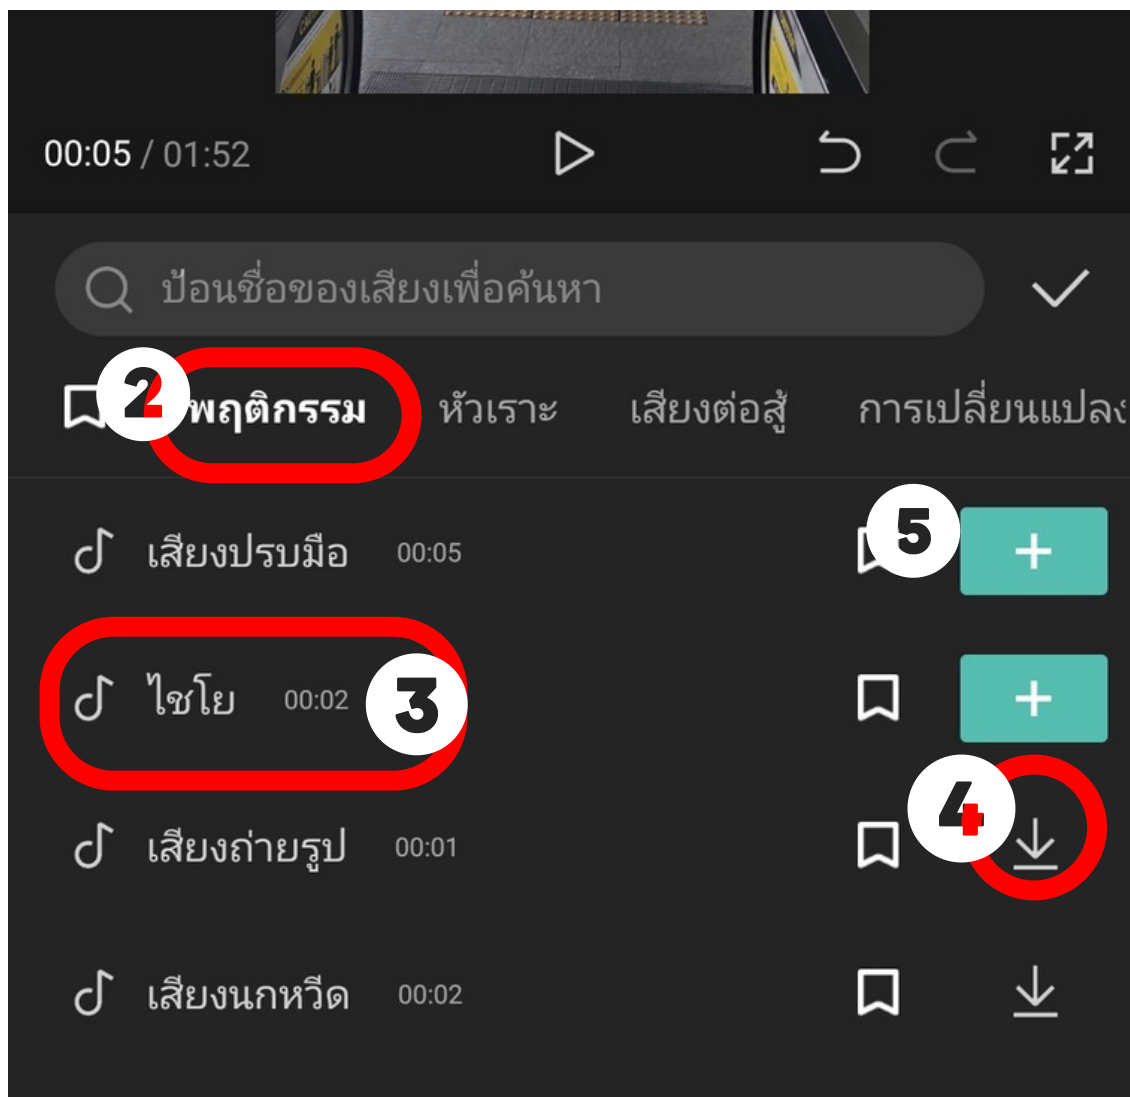 00:05 / 01:52
ป้อนชื่อของเสียงเพื่อค้นหา
2 พฤติกรรม หัวเราะ เสียงต่อสู้ การเปลี่ยนแปลง
เสียงปรบมือ 00:05 5 +
ไชโย 00:02 3 +
4
เสียงถ่ายรูป 00:01
เสียงนกหวีด 00:02